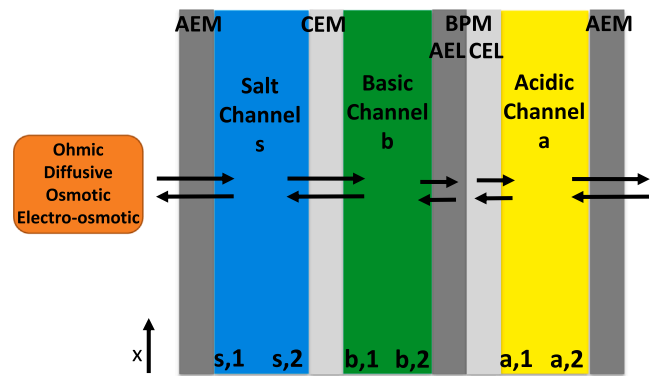 AEM
CEM
BPM
AEM
AEL CEL
Salt
Channel
s
Basic
Channel
b
Acidic
Channel
a
Ohmic
Diffusive
Osmotic
Electro-osmotic
x
s,1
s,2
b,1
b,2
a,1
a,2